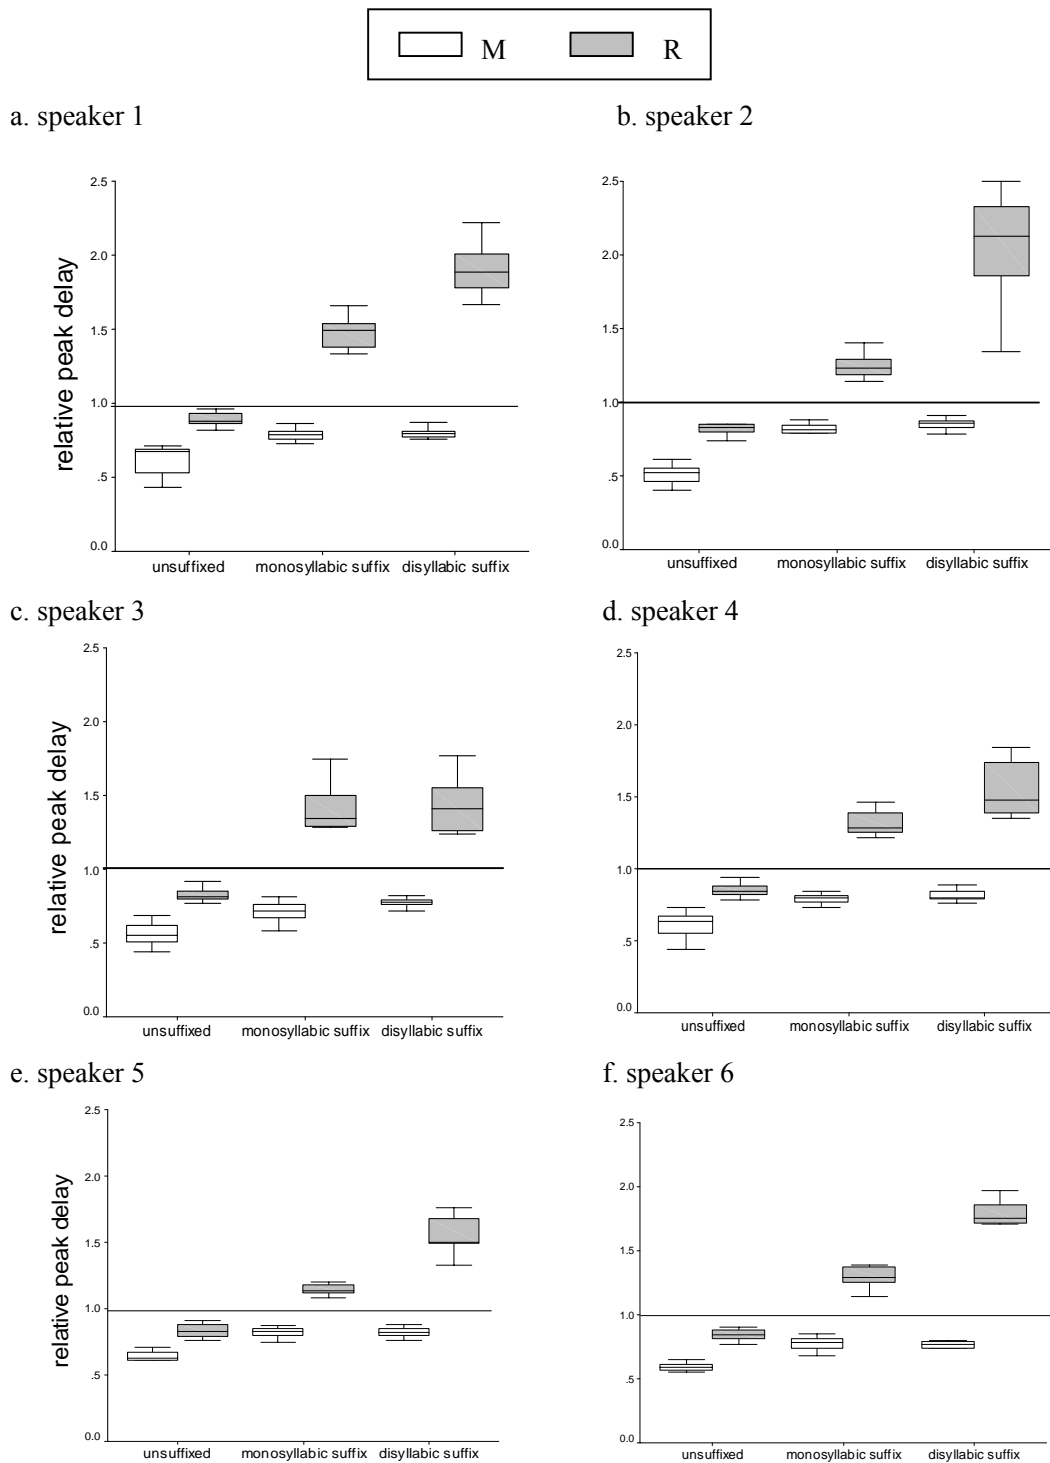 M R
a. speaker 1
b. speaker 2
relative peak delay
2.5
2.0
1.5
1.0
.5
0.0
unsuffixed monosyllabic suffix disyllabic suffix
2.5
2.0
1.5
1.0
.5
0.0
unsuffixed monosyllabic suffix disyllabic suffix
c. speaker 3
d. speaker 4
relative peak delay
2.5
2.0
1.5
1.0
.5
0.0
unsuffixed monosyllabic suffix disyllabic suffix
2.5
2.0
1.5
1.0
.5
0.0
unsuffixed monosyllabic suffix disyllabic suffix
e. speaker 5
f. speaker 6
relative peak delay
2.5
2.0
1.5
1.0
.5
0.0
unsuffixed monosyllabic suffix disyllabic suffix
2.5
2.0
1.5
1.0
.5
0.0
unsuffixed monosyllabic suffix disyllabic suffix